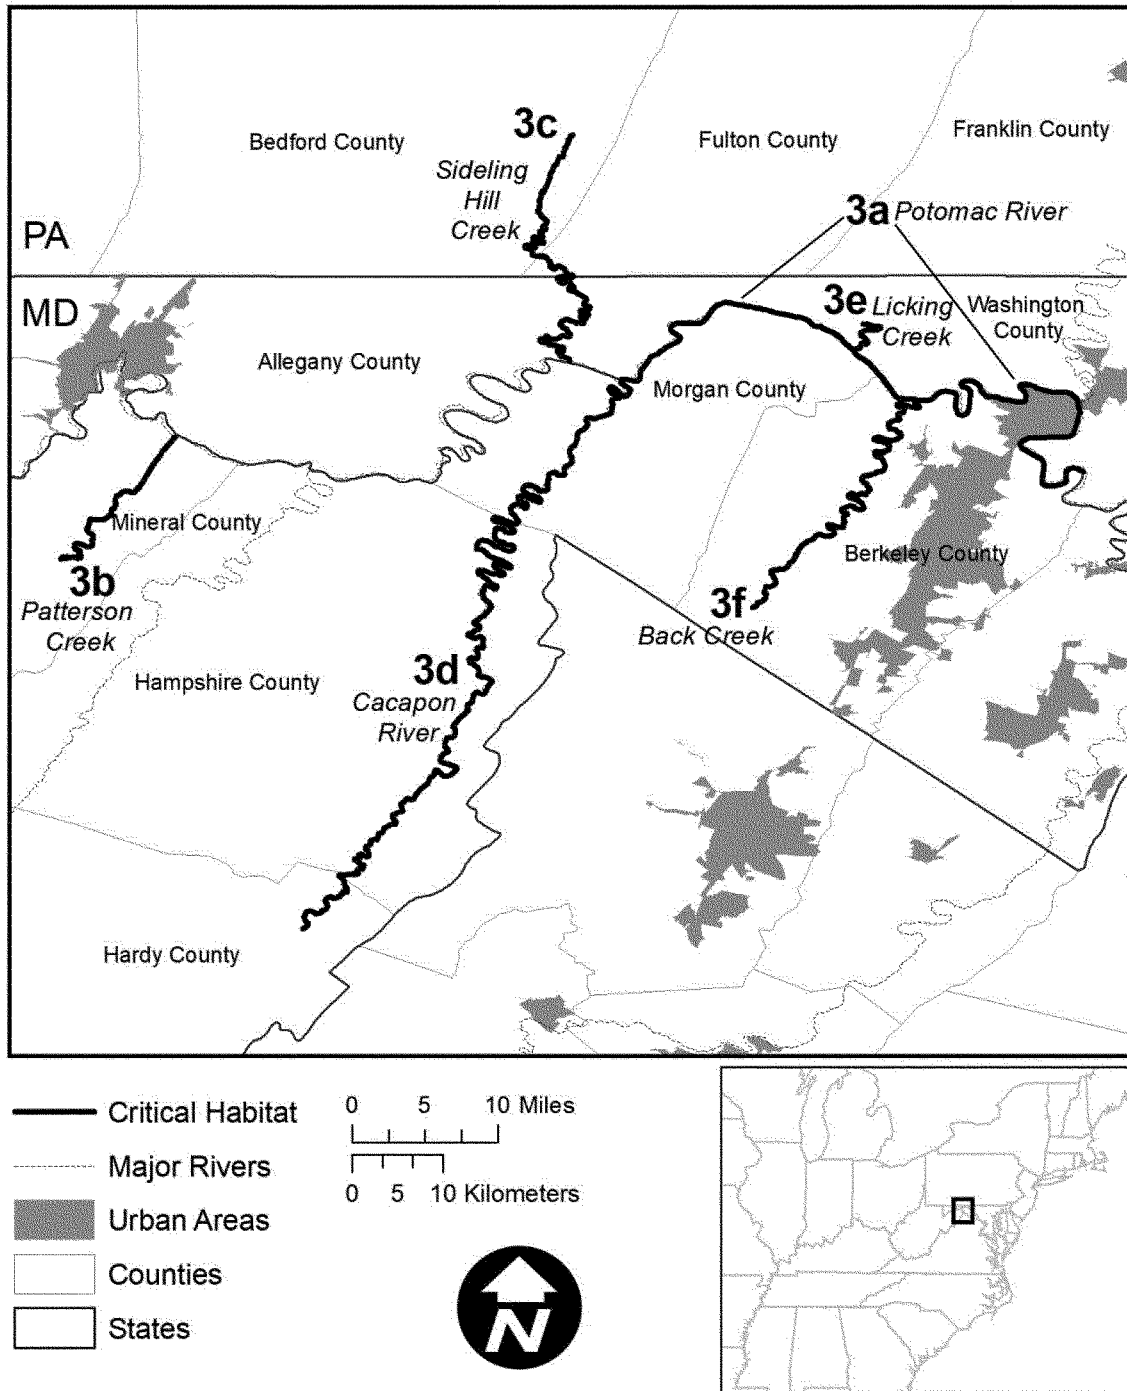 3c
Bedford County
Fulton County
Franklin County
Sideling
Hill
Creek
3a Potomac River
PA
MD
3e Licking
Creek
Washington
County
Allegany County
Morgan County
Mineral County
Berkeley County
3b
Patterson
Creek
3f
Back Creek
3d
Cacapon
River
Hampshire County
Hardy County
Critical Habitat
Major Rivers
Urban Areas
Counties
States
0 5 10 Miles
0 5 10 Kilometers
N